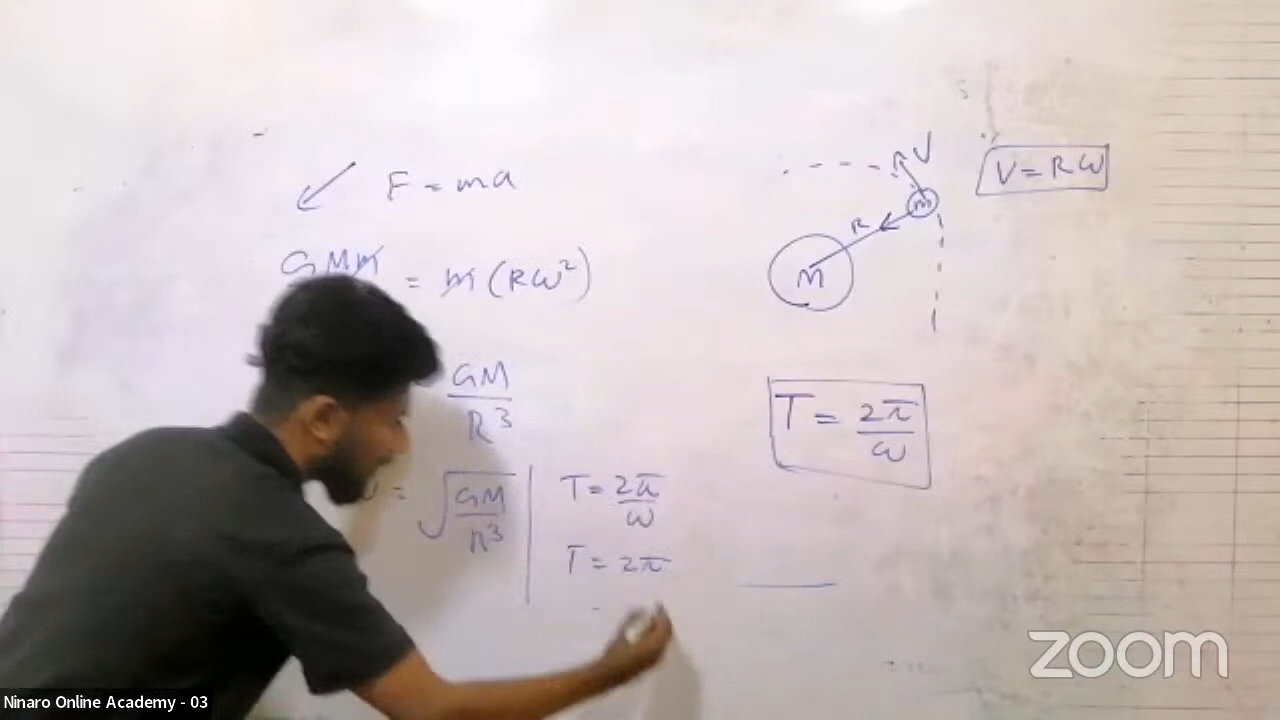 F = ma
GMm = m (Rω²)
GM
R³
= √GM
R³
T = 2π
ω
T = 2π
V
m
R
M
V = Rω
T = 2π
ω
zoom
Ninaro Online Academy - 03